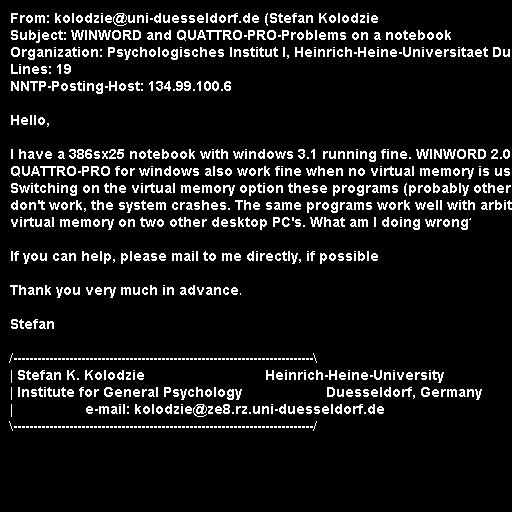 From: kolodzie@uni-duesseldorf.de (Stefan Kolodzie
Subject: WINWORD and QUATTRO-PRO-Problems on a notebook
Organization: Psychologisches Institut I, Heinrich-Heine-Universitaet Du
Lines: 19
NNTP-Posting-Host: 134.99.100.6
Hello,
I have a 386sx25 notebook with windows 3.1 running fine. WINWORD 2.0
QUATTRO-PRO for windows also work fine when no virtual memory is us
Switching on the virtual memory option these programs (probably other
don't work, the system crashes. The same programs work well with arbit
virtual memory on two other desktop PC's. What am I doing wrong
If you can help, please mail to me directly, if possible
Thank you very much in advance.
Stefan
/---------------------------------------------------------------------------\
| Stefan K. Kolodzie Heinrich-Heine-University
| Institute for General Psychology Duesseldorf, Germany
| e-mail: kolodzie@ze8.rz.uni-duesseldorf.de
\---------------------------------------------------------------------------/